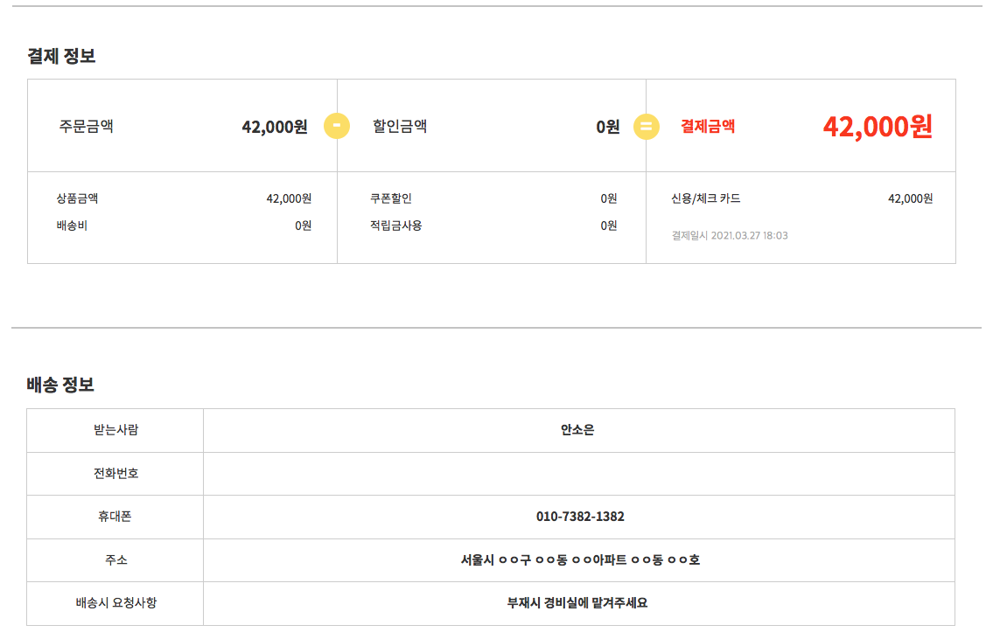 결제 정보
주문금액 42,000원 - 할인금액 0원 = 결제금액 42,000원
상품금액 42,000원 쿠폰할인 0원 신용/체크 카드 42,000원
배송비 0원 적립금사용 0원
결제일시 2021.03.27 18:03
배송 정보
받는사람 안소은
전화번호
휴대폰 010-7382-1382
주소 서울시 ㅇㅇ구 ㅇㅇ동 ㅇㅇ아파트 ㅇㅇ동 ㅇㅇ호
배송시 요청사항 부재시 경비실에 맡겨주세요